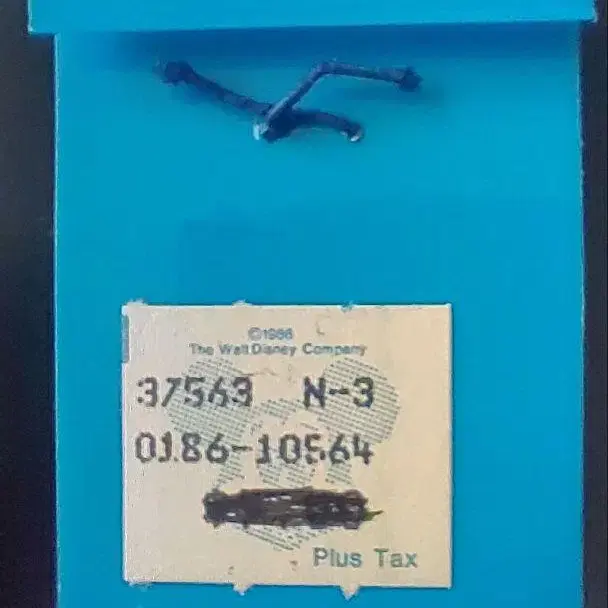 ©1986
The Walt Disney Company
37563 N-3
0186-10564
Plus Tax